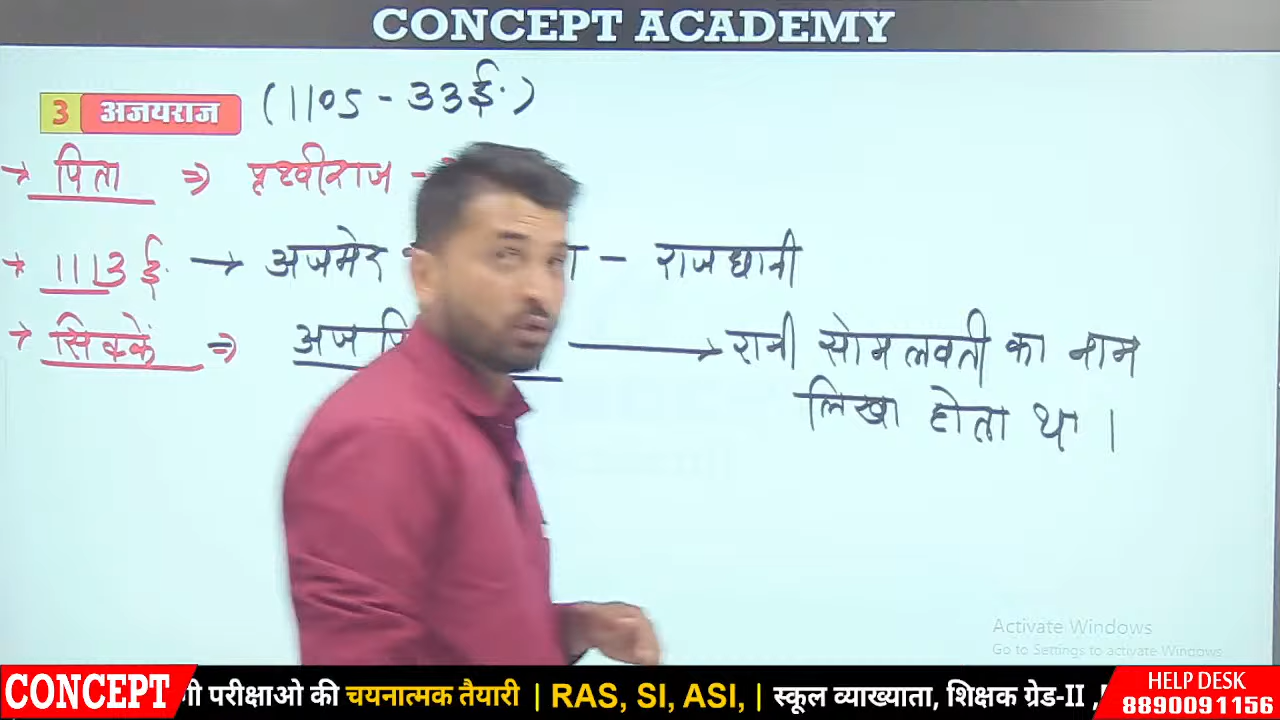 CONCEPT ACADEMY
3 अजयराज (1105 - 33ई.)
→ पिता ⇒ पृथ्वीराज -
→ 1113 ई. → अजमेर - राजधानी
→ सिक्कें ⇒ → रानी सोमलवती का नाम
लिखा होता था ।
Activate Windows
Go to Settings to activate Windows.
CONCEPT परीक्षाओ की चयनात्मक तैयारी | RAS, SI, ASI, | स्कूल व्याख्याता, शिक्षक ग्रेड-II , HELP DESK
8890091156